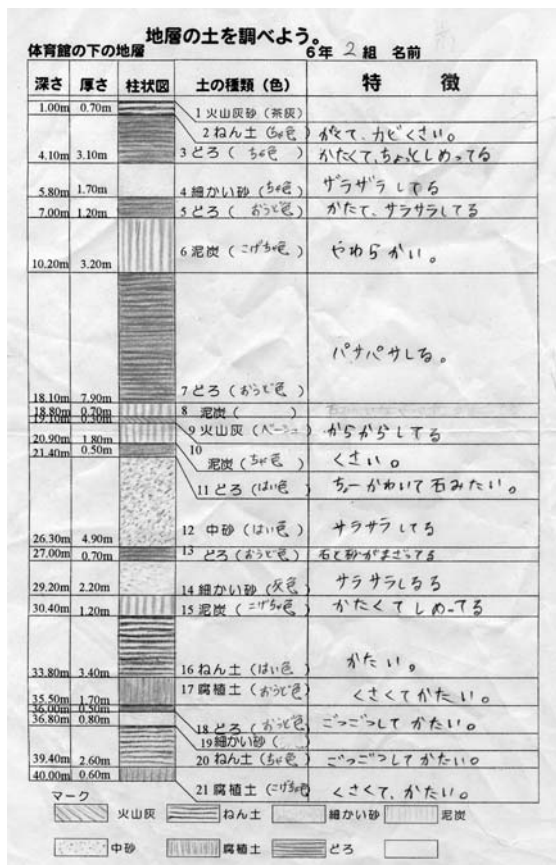 地層の土を調べよう。
体育館の下の地層 6年 2組 名前
深さ 厚さ 柱状図 土の種類(色) 特徴
1.00m 0.70m 1 火山灰砂(茶灰)
2 ねん土(ちゃ色) かたくて、カビくさい。
4.10m 3.10m 3 どろ(ちゃ色) かたくて、ちょっとしめってる
5.80m 1.70m 4 細かい砂(ちゃ色) ザラザラしてる
7.00m 1.20m 5 どろ(おうど色) かたて、サラサラしてる
10.20m 3.20m 6 泥炭(こげちゃ色) やわらかい。
18.10m 7.90m 7 どろ(おうど色) パサパサしる。
18.80m 0.70m 8 泥炭( )
19.10m 0.30m 9 火山灰(ベージュ) からからしてる
20.90m 1.80m 10 泥炭(ちゃ色) くさい。
21.40m 0.50m 11 どろ(はい色) ちょーかわいて石みたい。
26.30m 4.90m 12 中砂(はい色) サラサラしてる
27.00m 0.70m 13 どろ(おうど色) 石と砂がまざってる
29.20m 2.20m 14 細かい砂(灰色) サラサラしるる
30.40m 1.20m 15 泥炭(こげちゃ色) かたくてしめってる
33.80m 3.40m 16 ねん土(はい色) かたい。
35.50m 1.70m 17 腐植土(おうど色) くさくてかたい。
36.00m 0.50m 18 どろ(おうど色) ごつごつしてかたい。
36.80m 0.80m 19 細かい砂(
39.40m 2.60m 20 ねん土(ちゃ色) ごつごつしてかたい。
40.00m 0.60m 21 腐植土(こげちゃ色) くさくて、かたい。
マーク
火山灰 ねん土 細かい砂 泥炭
中砂 腐植土 どろ